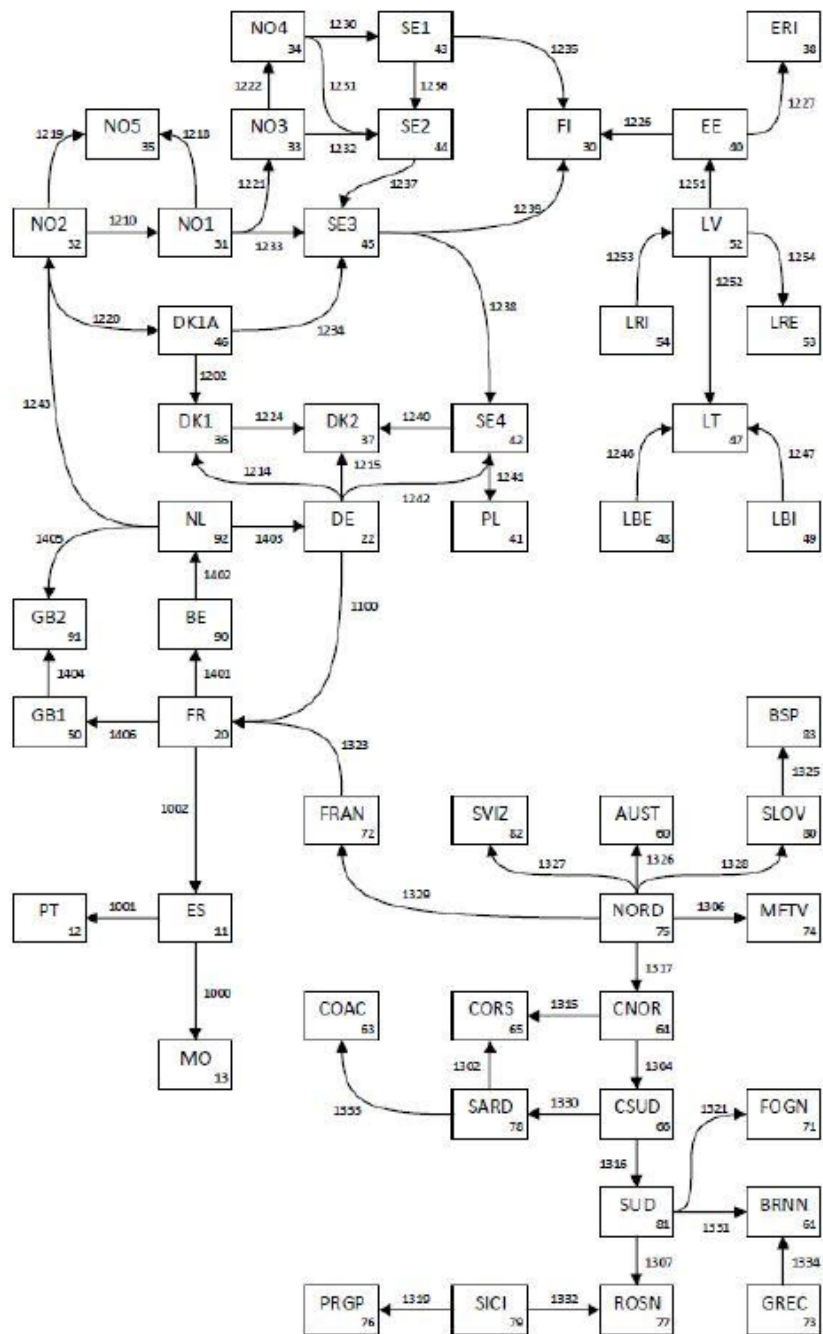 NO4 34
1230
SE1 43
1235
ERI 38
1222
1231
1236
1227
1219
NO5 35
1218
NO3 33
1232
SE2 44
FI 30
1226
EE 40
1221
1237
1239
1251
NO2 32
1210
NO1 31
1233
SE3 45
LV 52
1253
1254
1252
1220
DK1A 46
1234
1238
LRI 54
LRE 53
1202
1243
DK1 36
1224
DK2 37
1240
SE4 42
LT 47
1214
1215
1242
1241
1246
1247
NL 92
1403
DE 22
PL 41
LBE 48
LBI 49
1405
1402
GB2 91
BE 90
1100
1404
1401
GB1 50
1406
FR 20
1323
BSP 83
1325
1002
FRAN 72
SVIZ 82
AUST 60
SLOV 80
1327
1326
1328
1329
PT 12
1001
ES 11
NORD 75
1306
MFTV 74
1317
1000
COAC 63
CORS 65
1315
CNOR 64
MO 13
1302
1304
1333
SARD 78
1330
CSUD 66
1321
FOGN 71
1316
SUD 81
1331
BRNN 61
1307
1334
PRGP 76
1319
SICI 79
1332
ROSN 77
GREC 73